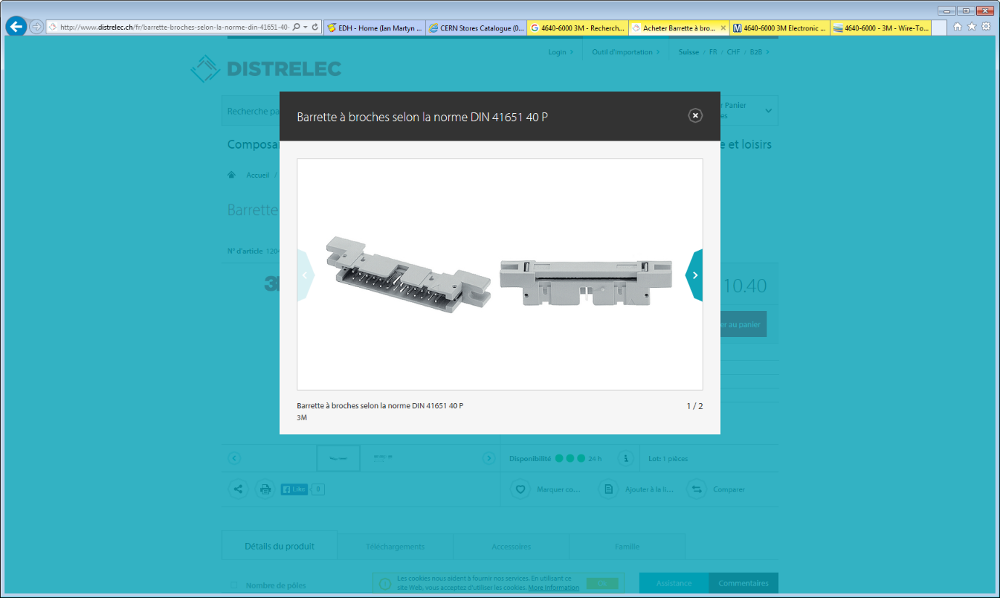 http://www.distrelec.ch/fr/barrette-broches-selon-la-norme-din-41651-40-
EDH - Home (Ian Martyn ...
CERN Stores Catalogue (0...
4640-6000 3M - Recherch...
Acheter Barrette à bro...
4640-6000 3M Electronic ...
4640-6000 - 3M - Wire-To...
Login
Outil d'importation
Suisse / FR / CHF / B2B
DISTRELEC
Recherche pa
r Panier
es
Barrette à broches selon la norme DIN 41651 40 P
Composa
e et loisirs
Accueil /
Barrette
N° d'article 1204
3
10.40
er au panier
Barrette à broches selon la norme DIN 41651 40 P
1 / 2
3M
Disponibilité 24 h
Lot: 1 pièces
Like 0
Marquer co...
Ajouter à la li...
Comparer
Détails du produit
Téléchargements
Accessoires
Famille
Nombre de pôles
Les cookies nous aident à fournir nos services. En utilisant ce
site Web, vous acceptez d'utiliser les cookies. More Information
Ok
Assistance
Commentaires